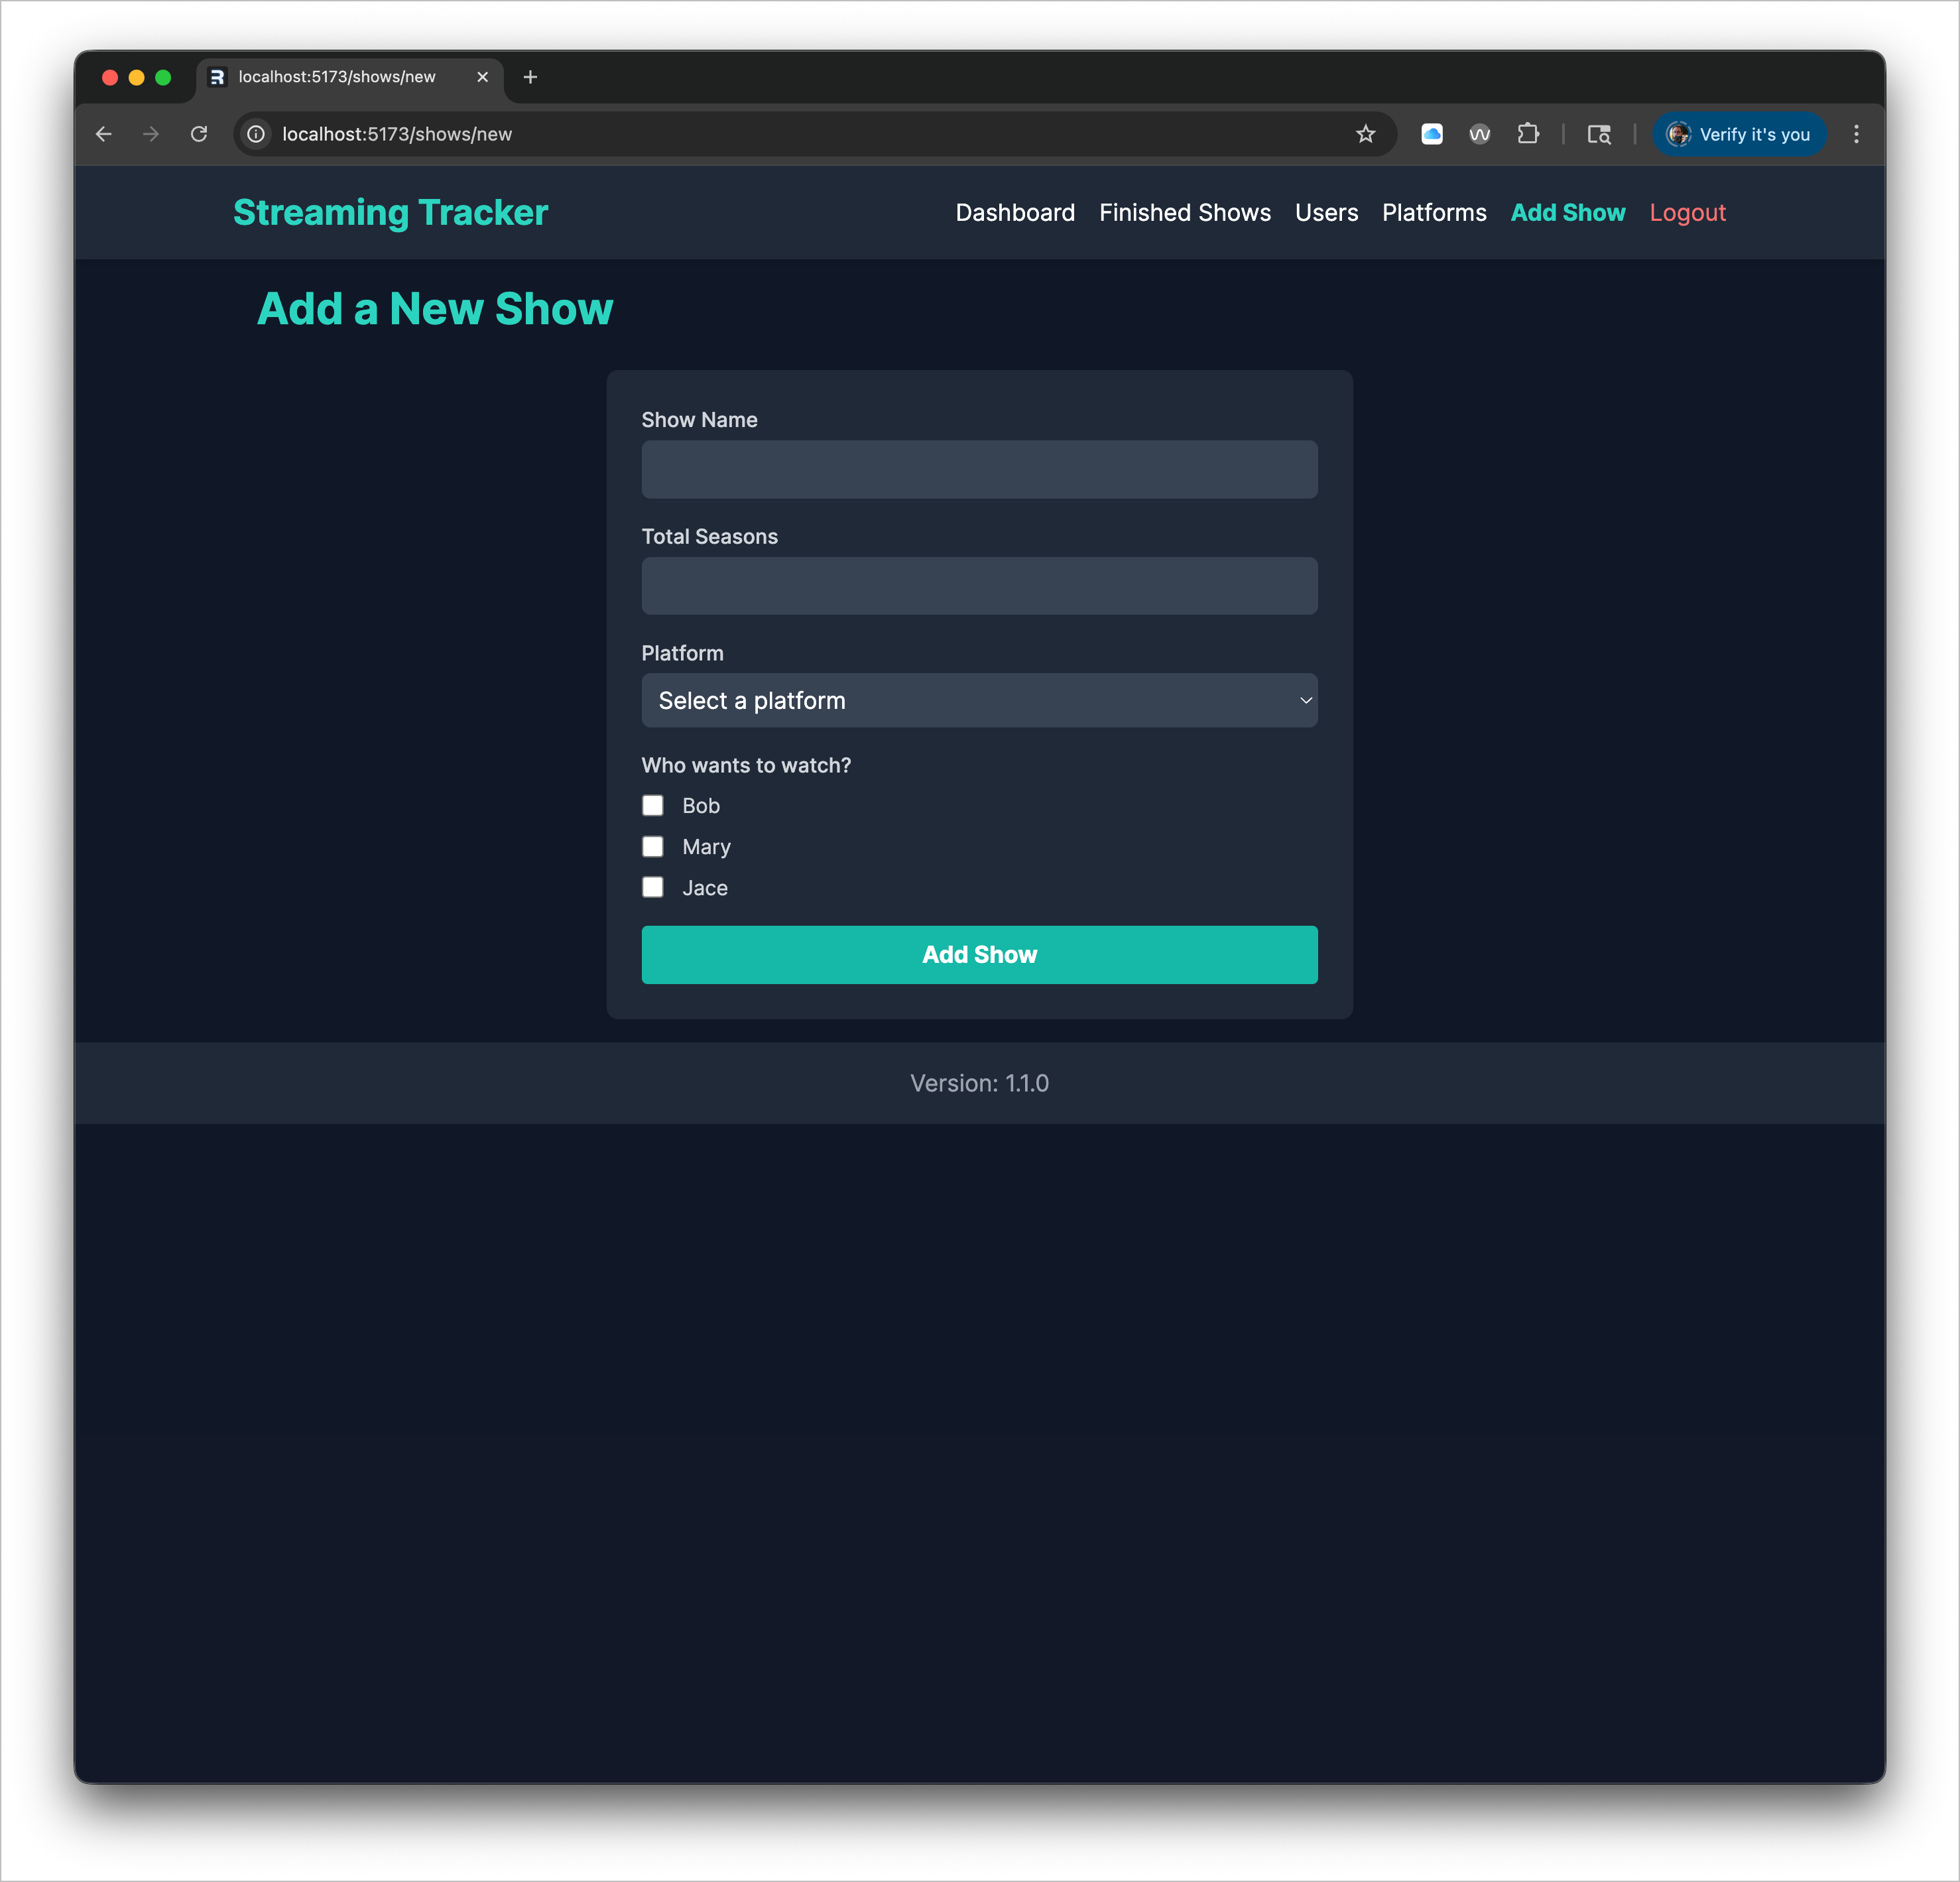 localhost:5173/shows/new
localhost:5173/shows/new
Verify it's you
Streaming Tracker
Dashboard Finished Shows Users Platforms Add Show Logout
Add a New Show
Show Name
Total Seasons
Platform
Select a platform
Who wants to watch?
Bob
Mary
Jace
Add Show
Version: 1.1.0